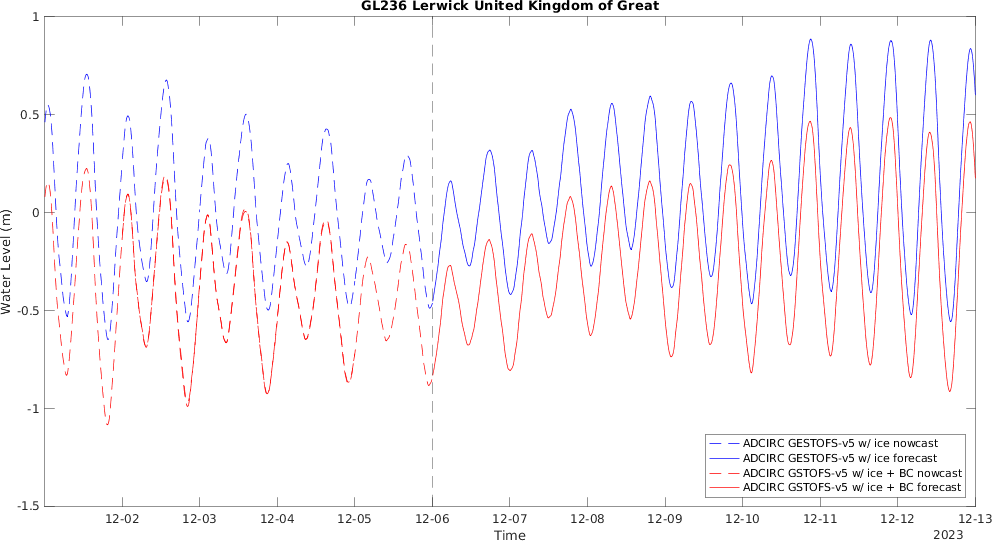 GL236 Lerwick United Kingdom of Great
1
0.5
0
-0.5
-1
-1.5
Water Level (m)
12-02 12-03 12-04 12-05 12-06 12-07 12-08 12-09 12-10 12-11 12-12 12-13
Time
2023
ADCIRC GESTOFS-v5 w/ ice nowcast
ADCIRC GESTOFS-v5 w/ ice forecast
ADCIRC GSTOFS-v5 w/ ice + BC nowcast
ADCIRC GSTOFS-v5 w/ ice + BC forecast